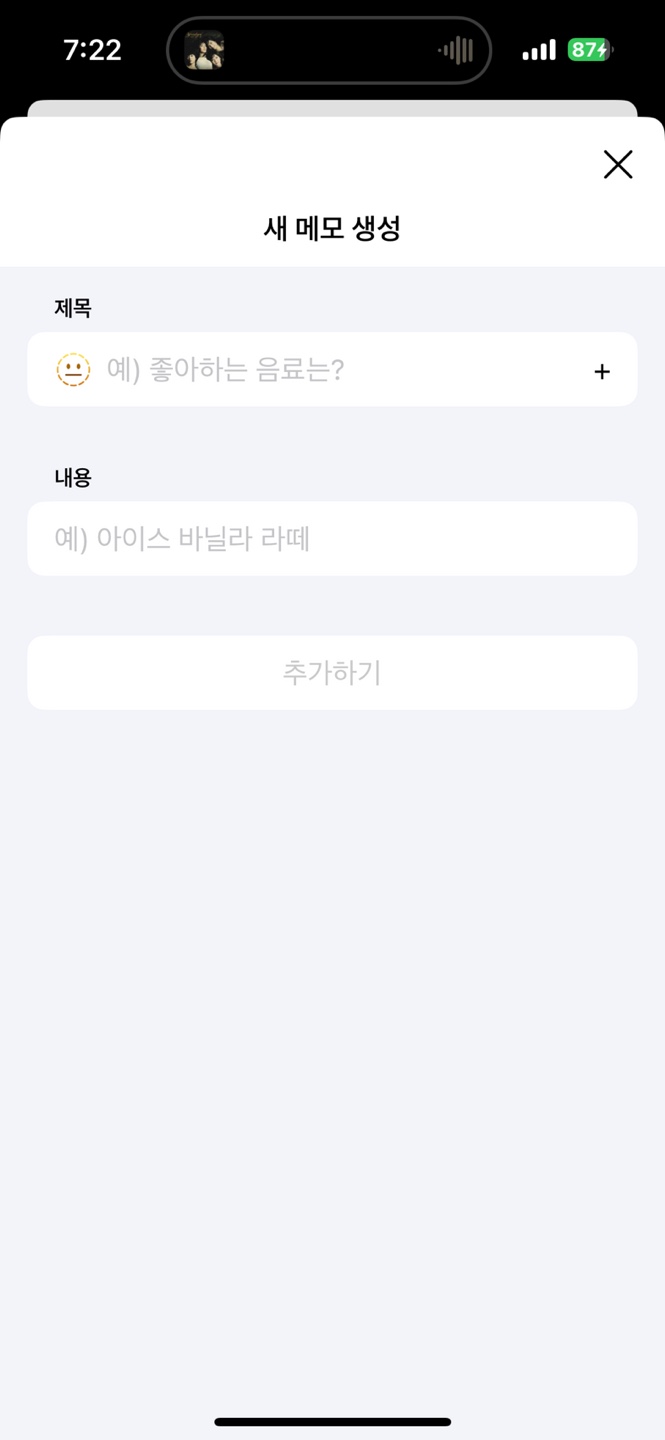 7:22
87
새 메모 생성
제목
예) 좋아하는 음료는?
+
내용
예) 아이스 바닐라 라떼
추가하기